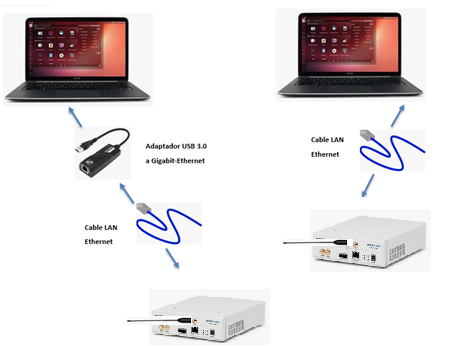 Adaptador USB 3.0
a Gigabit-Ethernet
Cable LAN
Ethernet
Cable LAN
Ethernet